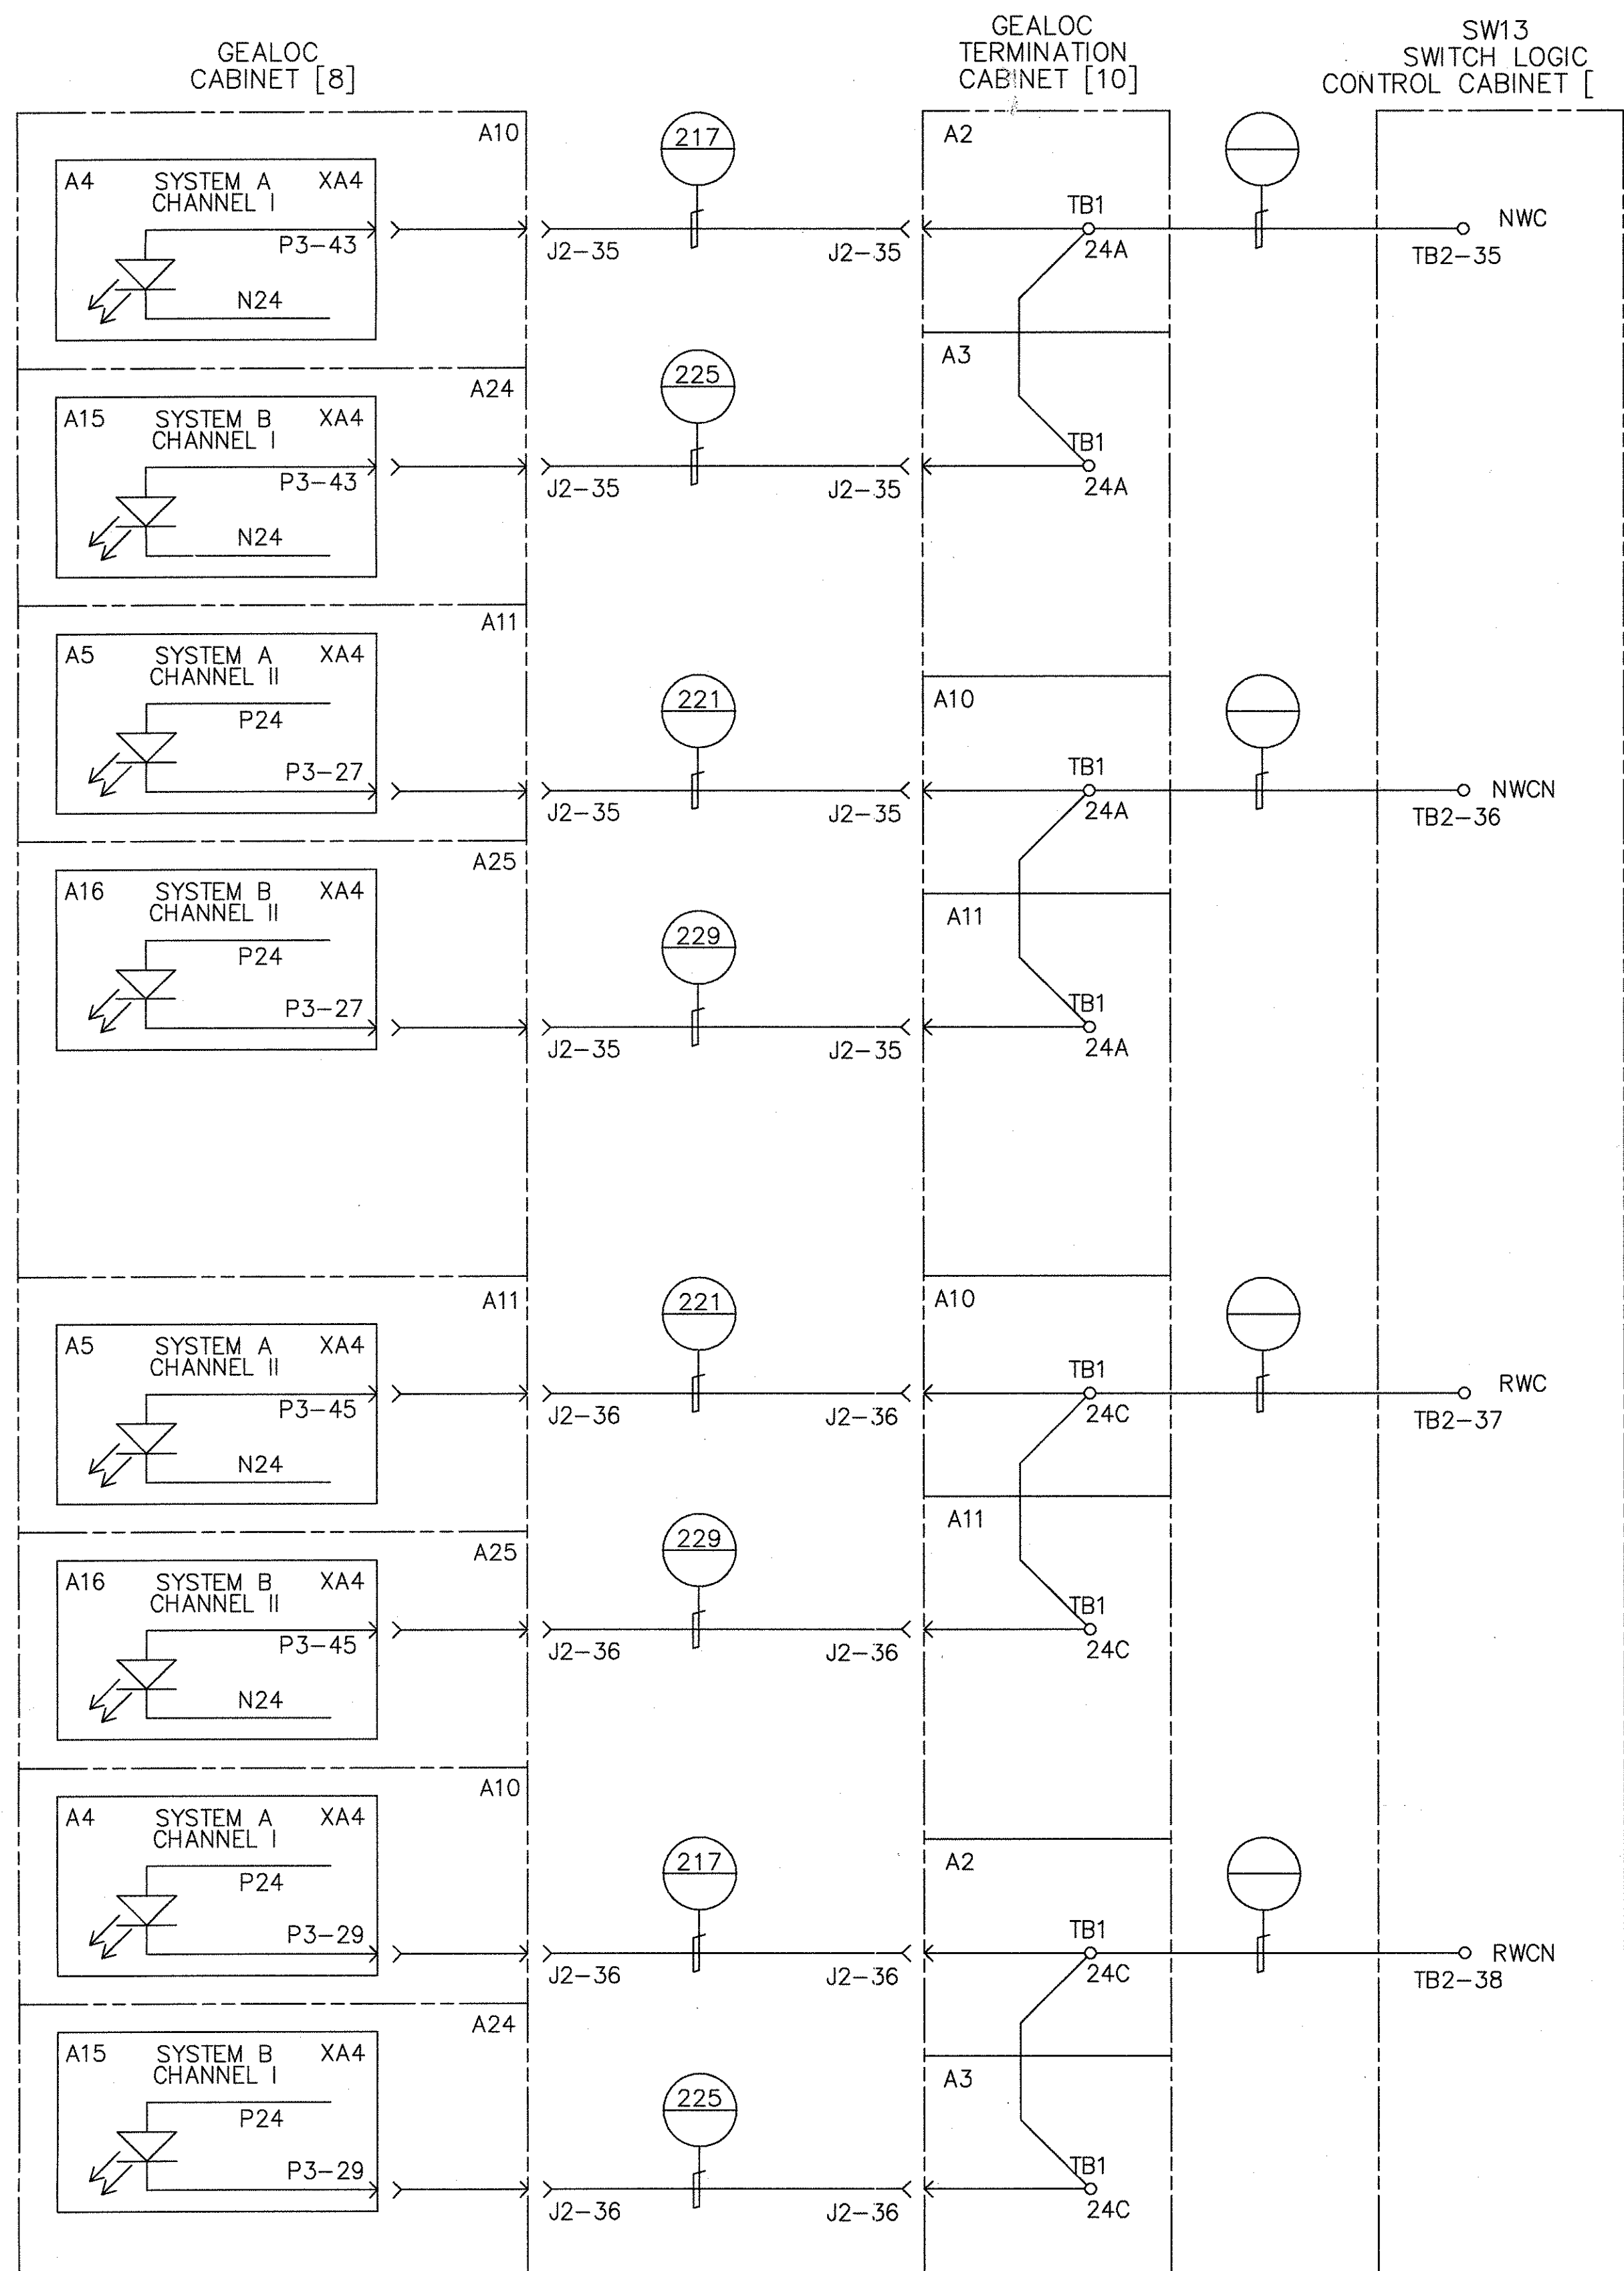 GEALOC
CABINET [8]
GEALOC
TERMINATION
CABINET [10]
SW13
SWITCH LOGIC
CONTROL CABINET [
A10
A4 SYSTEM A XA4
CHANNEL I
P3-43
N24
J2-35
217
J2-35
A2
TB1
24A
NWC
TB2-35
A24
A15 SYSTEM B XA4
CHANNEL I
P3-43
N24
J2-35
225
J2-35
A3
TB1
24A
A11
A5 SYSTEM A XA4
CHANNEL II
P24
P3-27
J2-35
221
J2-35
A10
TB1
24A
NWCN
TB2-36
A25
A16 SYSTEM B XA4
CHANNEL II
P24
P3-27
J2-35
229
J2-35
A11
TB1
24A
A11
A5 SYSTEM A XA4
CHANNEL II
P3-45
N24
J2-36
221
J2-36
A10
TB1
24C
RWC
TB2-37
A25
A16 SYSTEM B XA4
CHANNEL II
P3-45
N24
J2-36
229
J2-36
A11
TB1
24C
A10
A4 SYSTEM A XA4
CHANNEL I
P24
P3-29
J2-36
217
J2-36
A2
TB1
24C
RWCN
TB2-38
A24
A15 SYSTEM B XA4
CHANNEL I
P24
P3-29
J2-36
225
J2-36
A3
TB1
24C